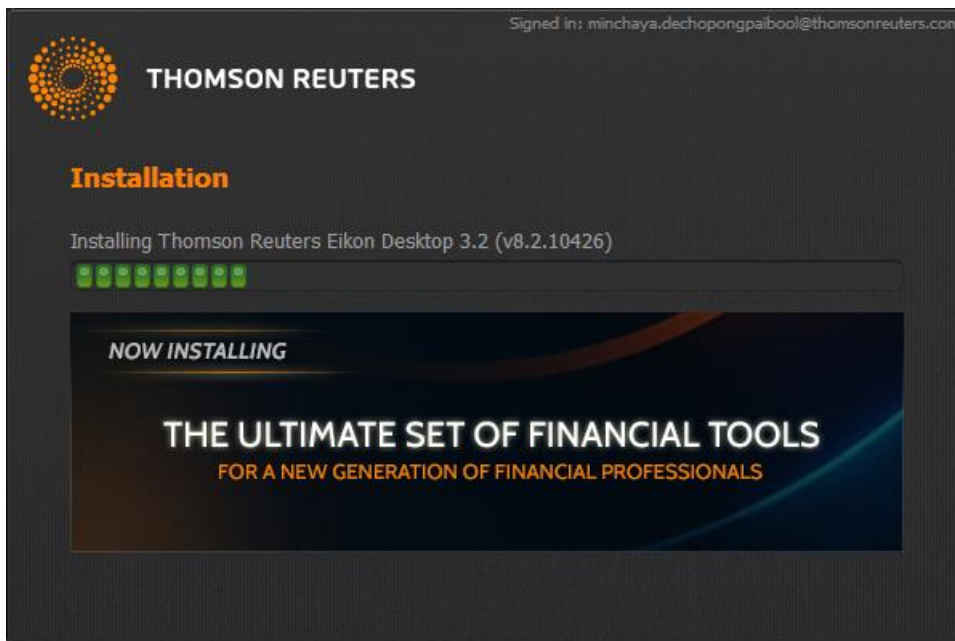 Signed in: minchaya.dechopongpaibool@thomsonreuters.com
THOMSON REUTERS
Installation
Installing Thomson Reuters Eikon Desktop 3.2 (v8.2.10426)
NOW INSTALLING
THE ULTIMATE SET OF FINANCIAL TOOLS
FOR A NEW GENERATION OF FINANCIAL PROFESSIONALS